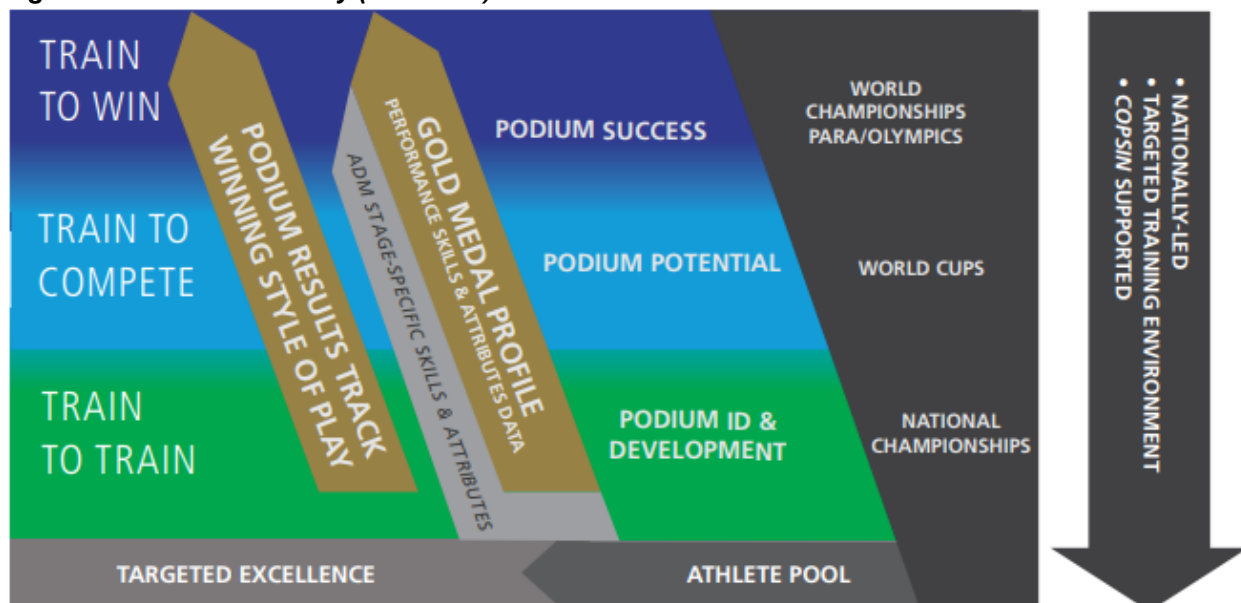 TRAIN
TO WIN
TRAIN TO
COMPETE
TRAIN
TO TRAIN
PODIUM RESULTS TRACK
WINNING STYLE OF PLAY
ADM STAGE-SPECIFIC SKILLS & ATTRIBUTES
GOLD MEDAL PROFILE
PERFORMANCE SKILLS & ATTRIBUTES DATA
PODIUM SUCCESS
PODIUM POTENTIAL
PODIUM ID &
DEVELOPMENT
WORLD
CHAMPIONSHIPS
PARA/OLYMPICS
WORLD CUPS
NATIONAL
CHAMPIONSHIPS
• NATIONALLY-LED
• TARGETED TRAINING ENVIRONMENT
• COPSIN SUPPORTED
TARGETED EXCELLENCE
ATHLETE POOL